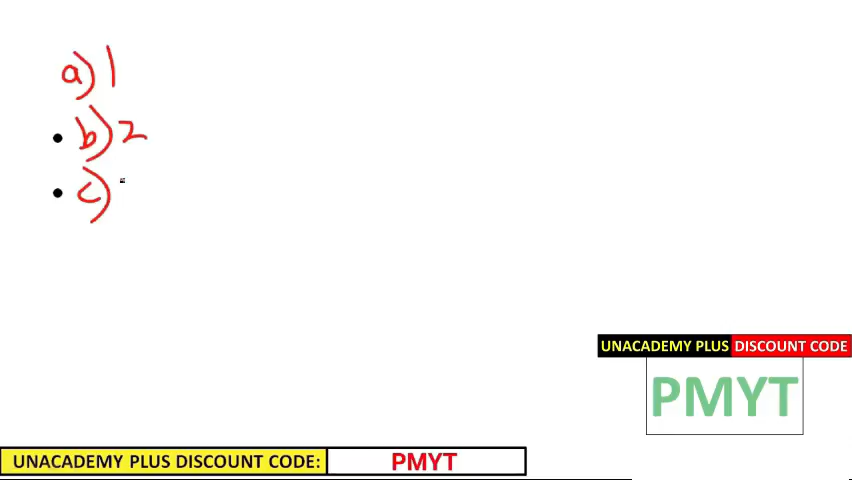 a) 1
• b) 2
• c)
UNACADEMY PLUS DISCOUNT CODE
PMYT
UNACADEMY PLUS DISCOUNT CODE: PMYT